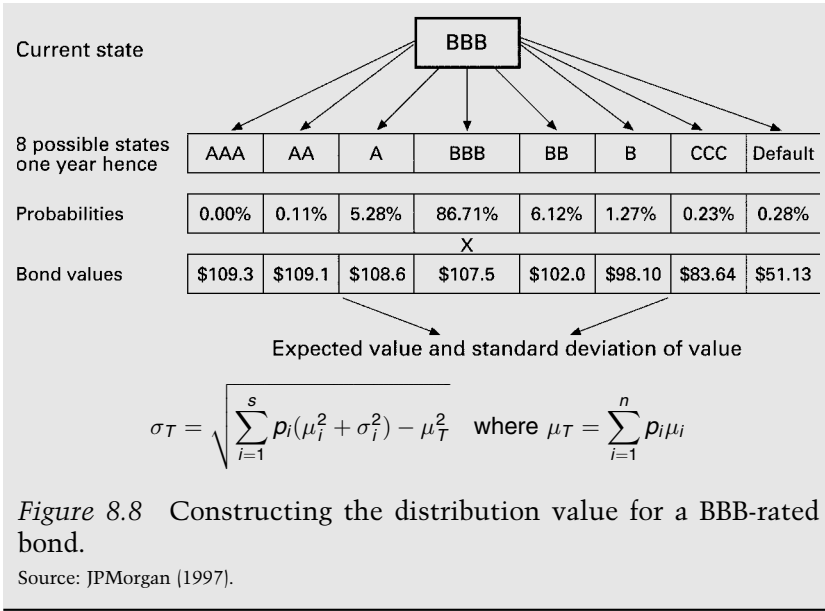 Current state
BBB
8 possible states
one year hence
AAA AA A BBB BB B CCC Default
Probabilities
0.00% 0.11% 5.28% 86.71% 6.12% 1.27% 0.23% 0.28%
X
Bond values
$109.3 $109.1 $108.6 $107.5 $102.0 $98.10 $83.64 $51.13
Expected value and standard deviation of value
σ_T = √(∑_{i=1}^{s} p_i(μ_i^2 + σ_i^2) − μ_T^2) where μ_T = ∑_{i=1}^{n} p_iμ_i
Figure 8.8 Constructing the distribution value for a BBB-rated
bond.
Source: JPMorgan (1997).